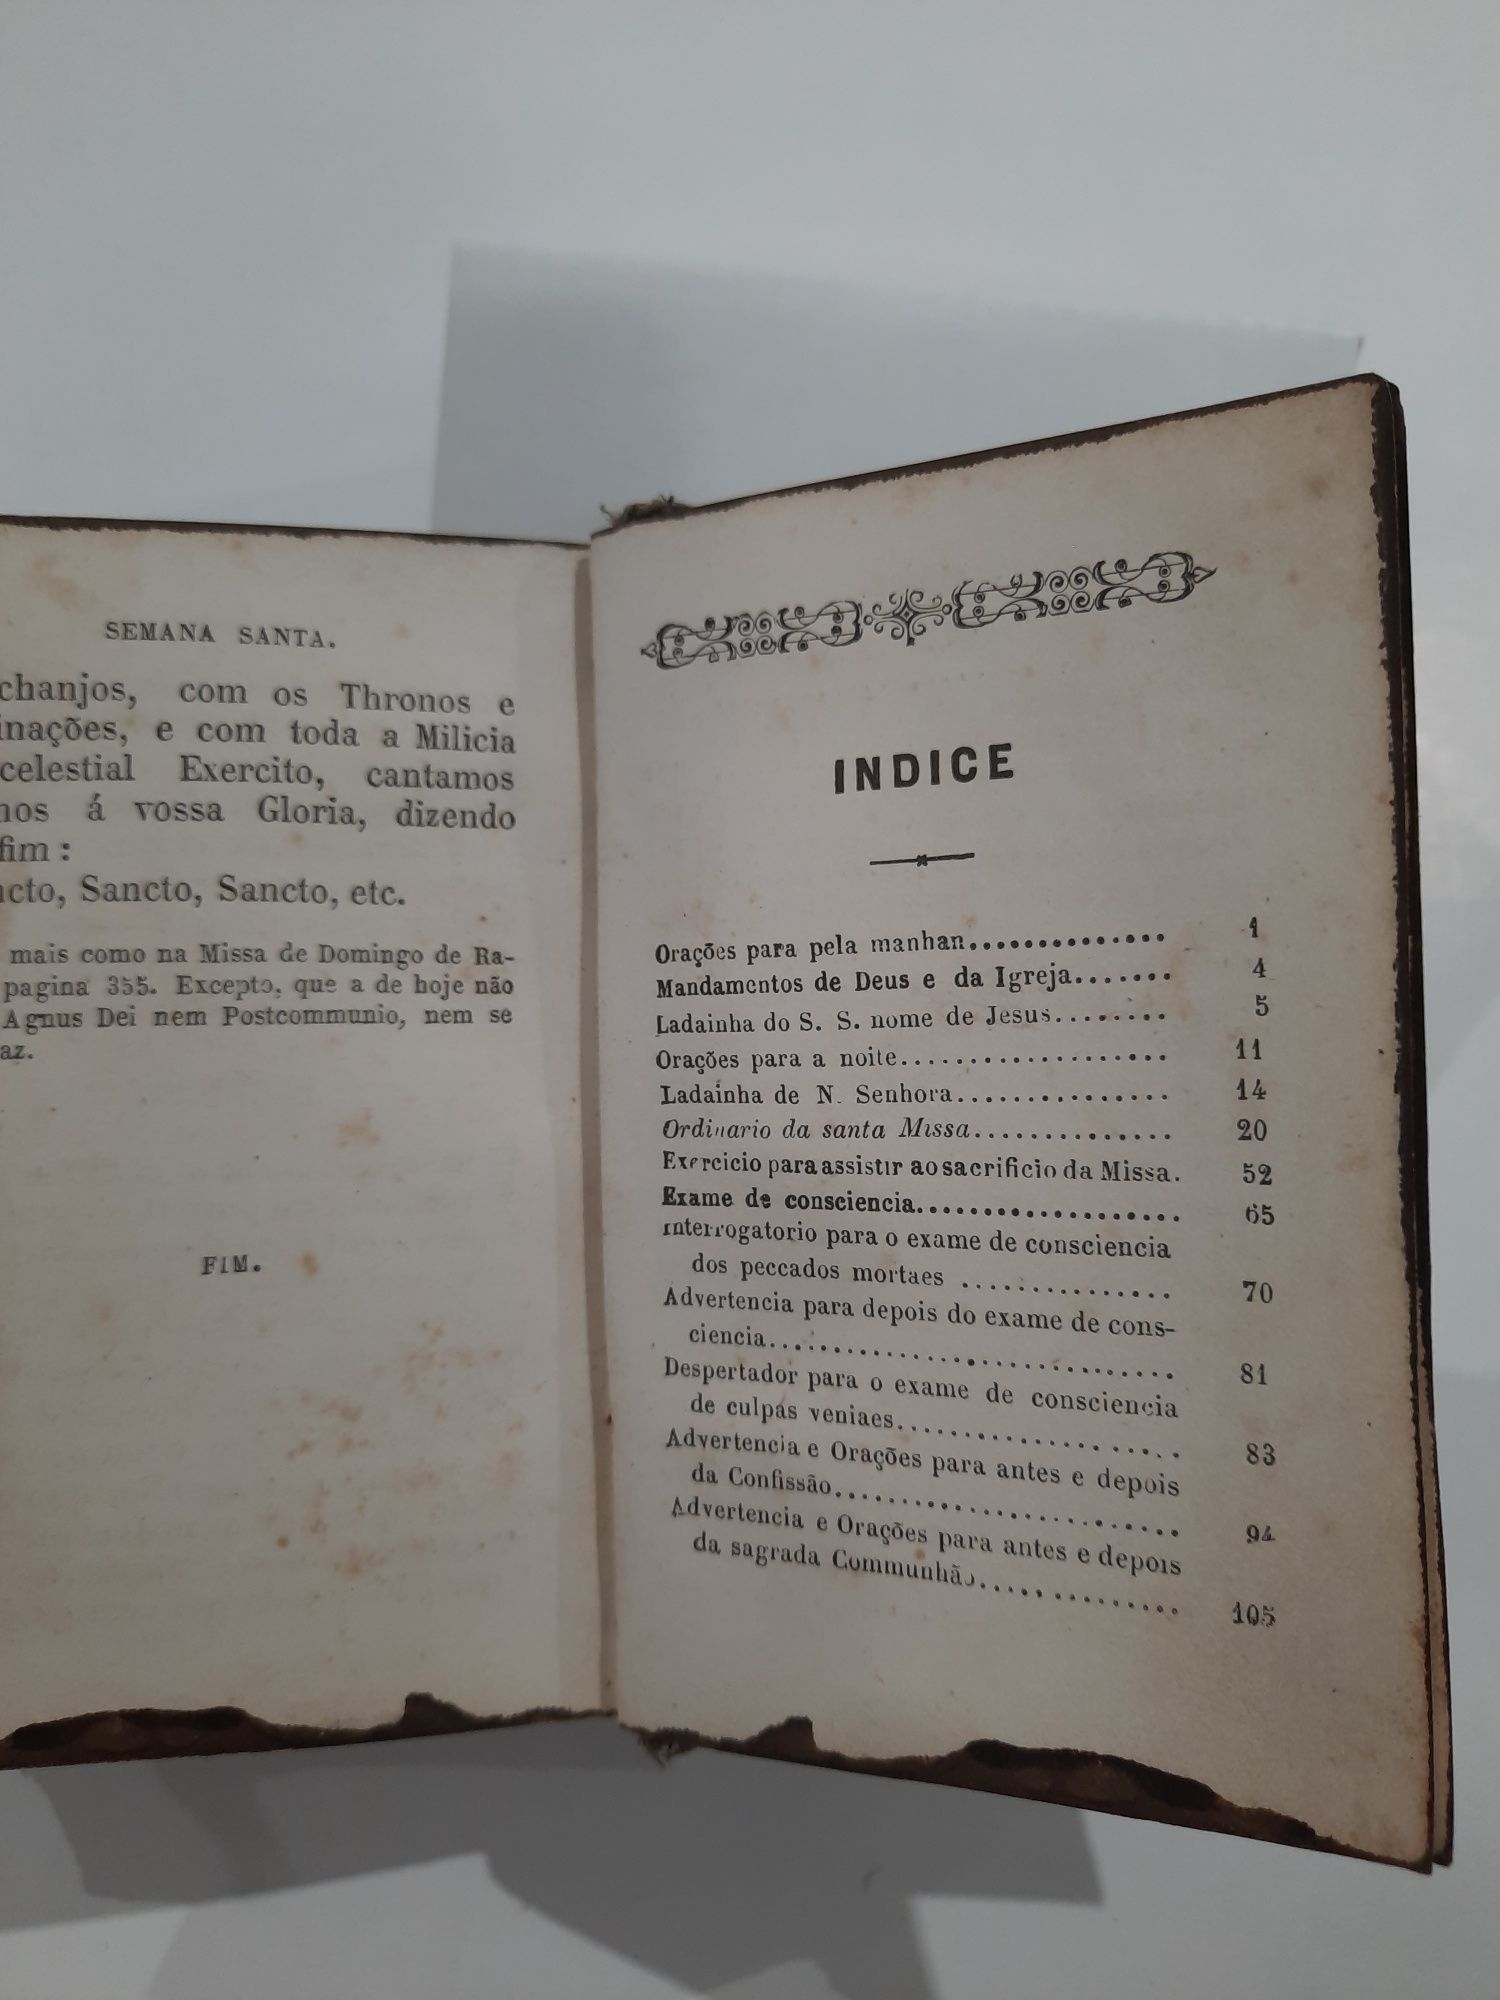 SEMANA SANTA.
chanjos, com os Thronos e
inações, e com toda a Milicia
celestial Exercito, cantamos
nos á vossa Gloria, dizendo
fim :
cto, Sancto, Sancto, etc.
mais como na Missa de Domingo de Ra-
pagina 355. Excepto, que a de hoje não
Agnus Dei nem Postcommunio, nem se
az.
FIM.
INDICE
Orações para pela manhan.............. 1
Mandamentos de Deus e da Igreja....... 4
Ladainha do S. S. nome de Jesus........ 5
Orações para a noite................... 11
Ladainha de N. Senhora............... 14
Ordinario da santa Missa.............. 20
Exercicio para assistir ao sacrificio da Missa. 52
Exame de consciencia................... 65
Interrogatorio para o exame de consciencia
dos peccados mortaes ............... 70
Advertencia para depois do exame de cons-
ciencia.............................. 81
Despertador para o exame de consciencia
de culpas veniaes.................... 83
Advertencia e Orações para antes e depois
da Confissão......................... 94
Advertencia e Orações para antes e depois
da sagrada Communhão............... 105